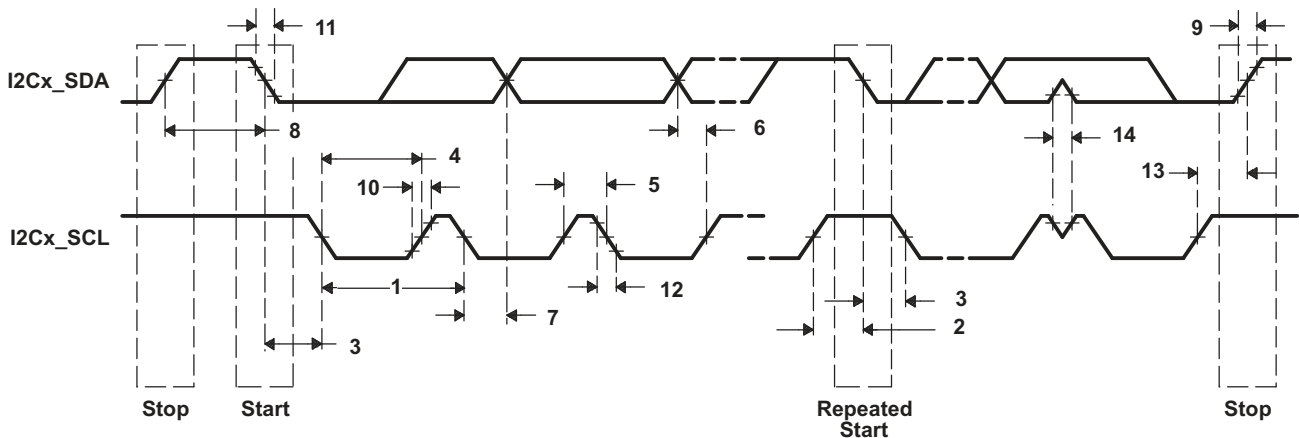 11
9
I2Cx_SDA
8
6
14
4
13
10
5
I2Cx_SCL
1
12
3
7
3
2
Stop
Start
Repeated
Start
Stop